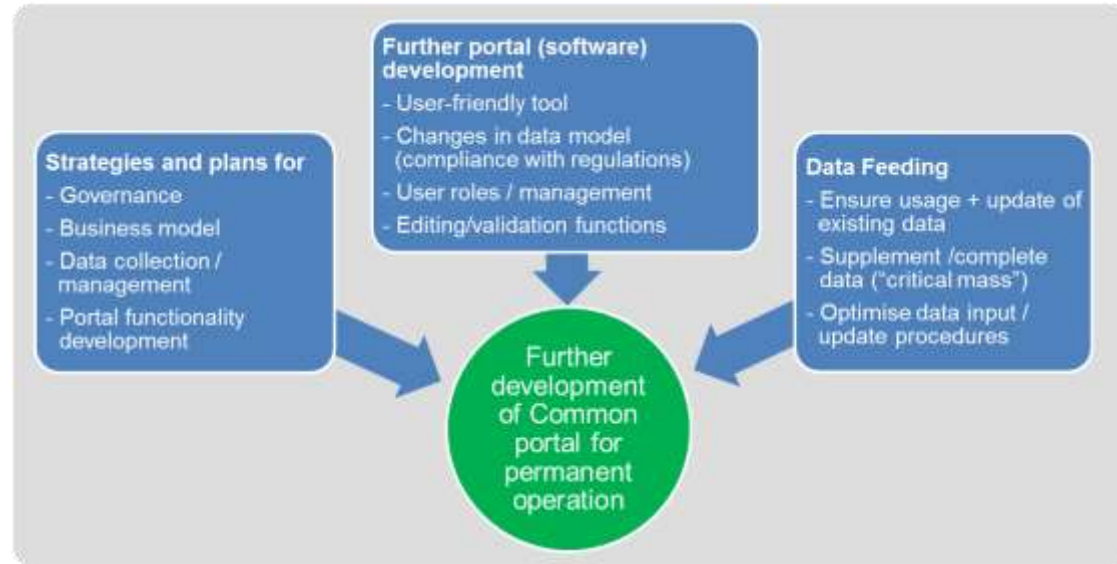 Strategies and plans for
- Governance
- Business model
- Data collection /
management
- Portal functionality
development
Further portal (software)
development
- User-friendly tool
- Changes in data model
(compliance with regulations)
- User roles / management
- Editing/validation functions
Data Feeding
- Ensure usage + update of
existing data
- Supplement /complete
data (“critical mass”)
- Optimise data input /
update procedures
Further
development
of Common
portal for
permanent
operation